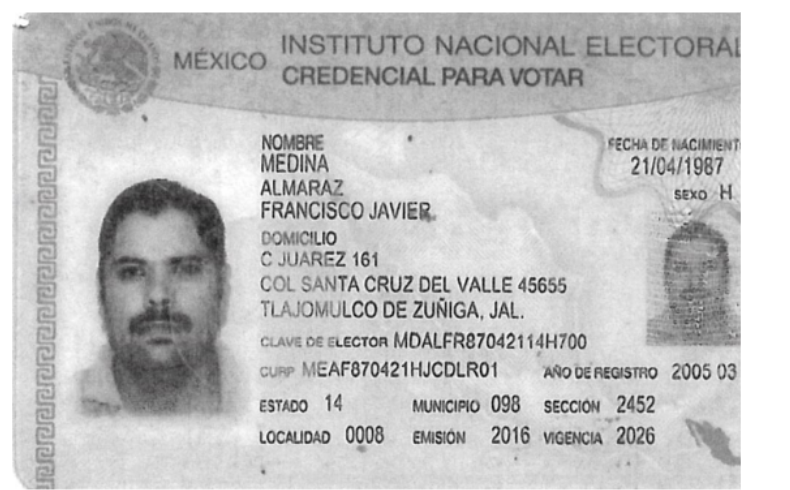 MÉXICO INSTITUTO NACIONAL ELECTORAL
CREDENCIAL PARA VOTAR
NOMBRE
MEDINA
ALMARAZ
FRANCISCO JAVIER
FECHA DE NACIMIENTO
21/04/1987
SEXO H
DOMICILIO
C JUAREZ 161
COL SANTA CRUZ DEL VALLE 45655
TLAJOMULCO DE ZUÑIGA, JAL.
CLAVE DE ELECTOR MDALFR87042114H700
CURP MEAF870421HJCDLR01 AÑO DE REGISTRO 2005 03
ESTADO 14 MUNICIPIO 098 SECCIÓN 2452
LOCALIDAD 0008 EMISIÓN 2016 VIGENCIA 2026